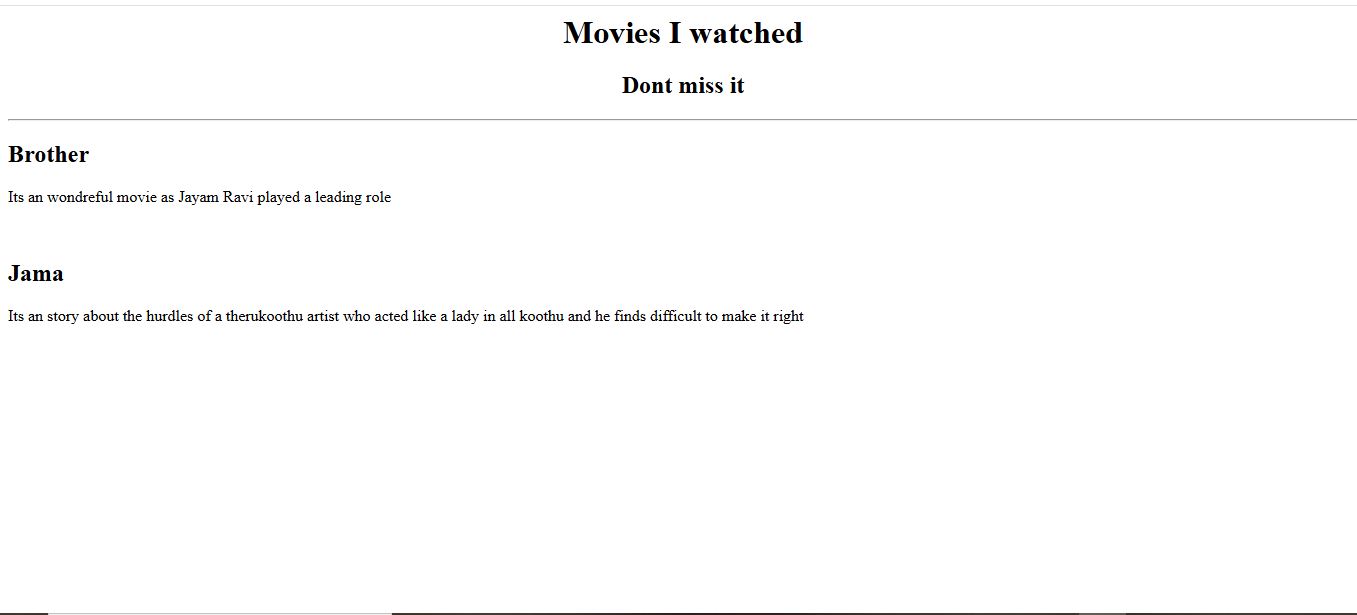 Movies I watched
Dont miss it
Brother
Its an wondreful movie as Jayam Ravi played a leading role
Jama
Its an story about the hurdles of a therukoothu artist who acted like a lady in all koothu and he finds difficult to make it right